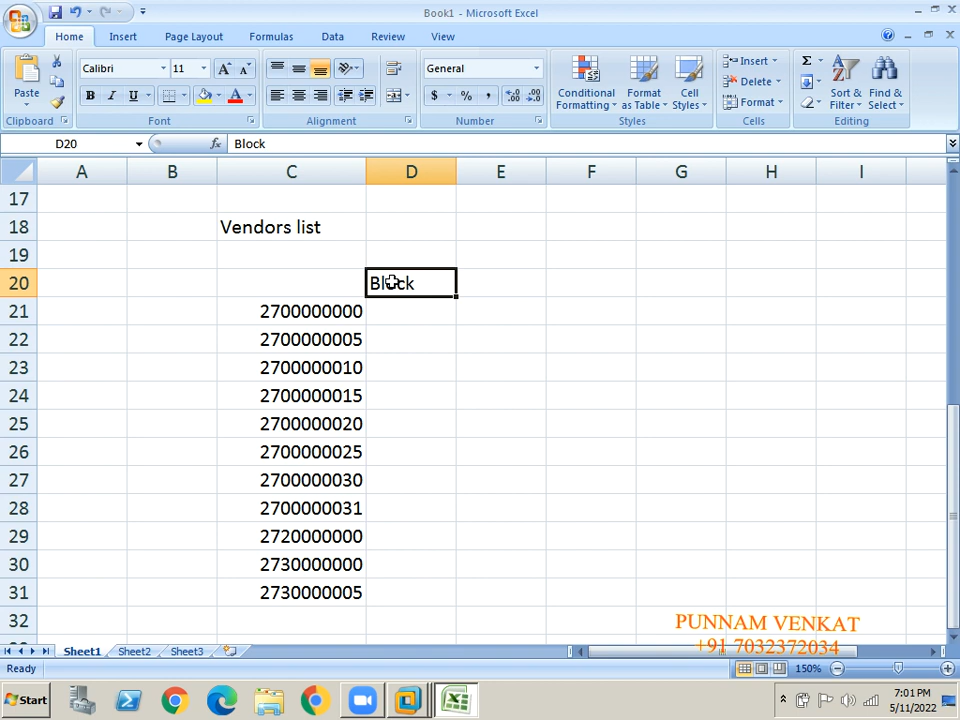 Book1 - Microsoft Excel
Home Insert Page Layout Formulas Data Review View
Paste
Calibri 11
General
Conditional Formatting
Format as Table
Cell Styles
Insert
Delete
Format
Sort & Filter
Find & Select
Clipboard Font Alignment Number Styles Cells Editing
D20 fx Block
A B C D E F G H I
17
18 Vendors list
19
20 Block
21 2700000000
22 2700000005
23 2700000010
24 2700000015
25 2700000020
26 2700000025
27 2700000030
28 2700000031
29 2720000000
30 2730000000
31 2730000005
32
PUNNAM VENKAT
+91 7032372034
Sheet1 Sheet2 Sheet3
Ready 150%
Start 7:01 PM
5/11/2022